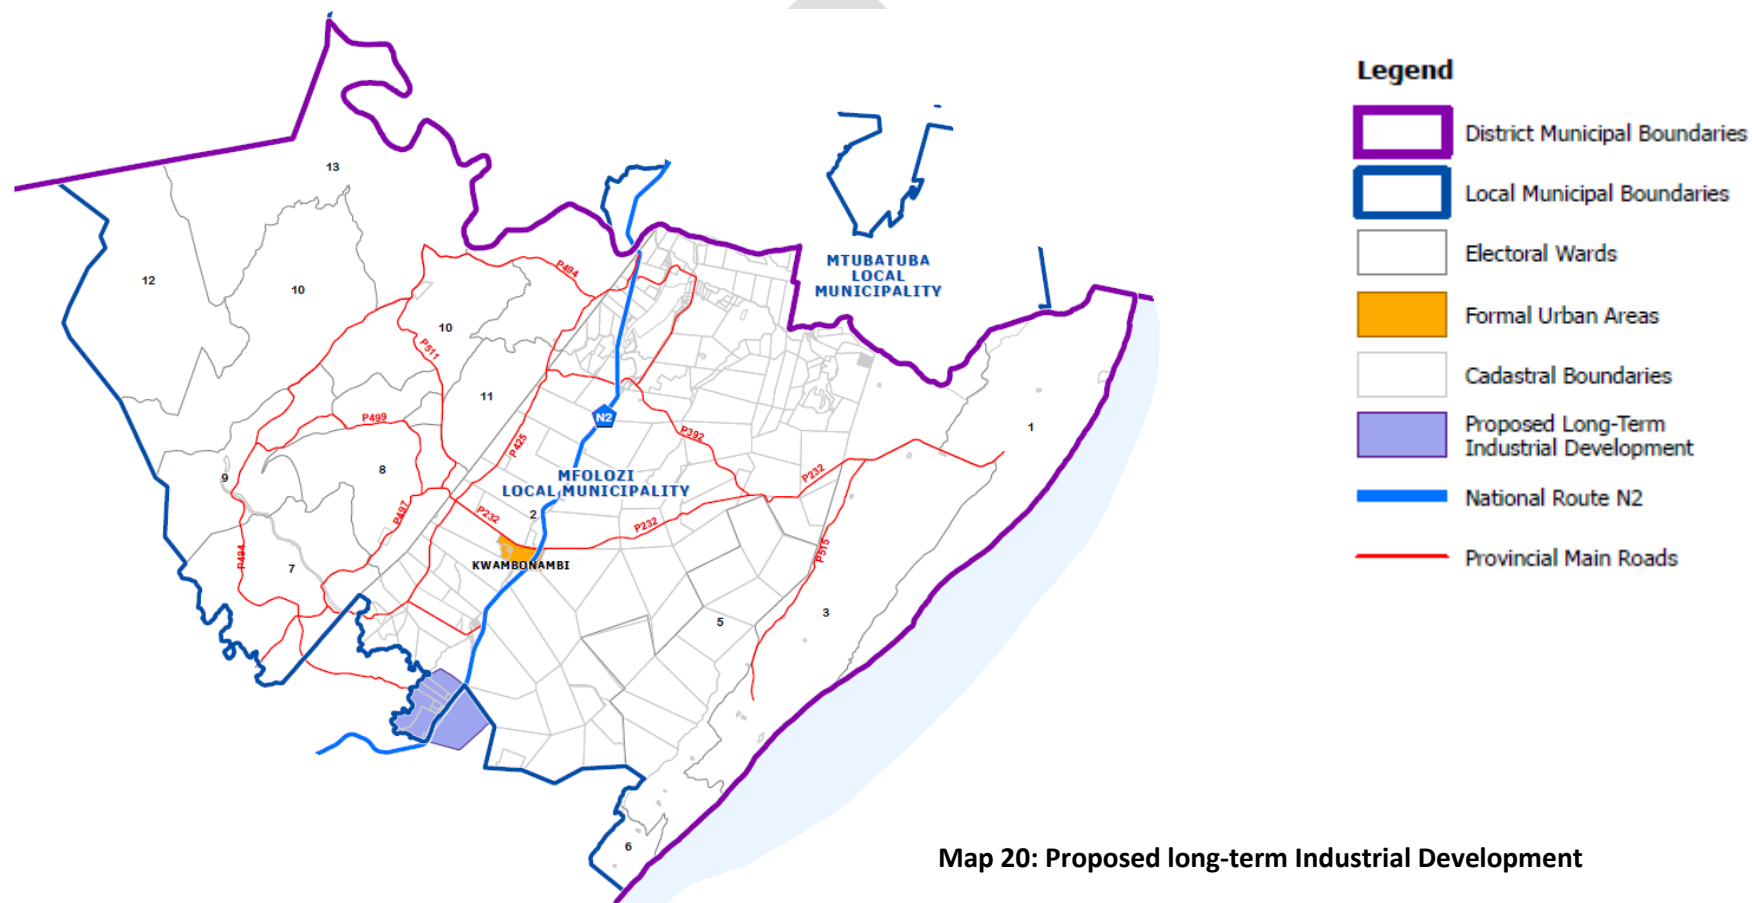 13
12
10
P494
MTUBATUBA
LOCAL
MUNICIPALITY
10
P511
11
N2
1
P499
P425
P392
9
8
P232
MFOLOZI
LOCAL MUNICIPALITY
P497
P232
2
P232
P494
KWAMBONAMBI
P515
7
5
3
6
Legend
District Municipal Boundaries
Local Municipal Boundaries
Electoral Wards
Formal Urban Areas
Cadastral Boundaries
Proposed Long-Term
Industrial Development
National Route N2
Provincial Main Roads
Map 20: Proposed long-term Industrial Development